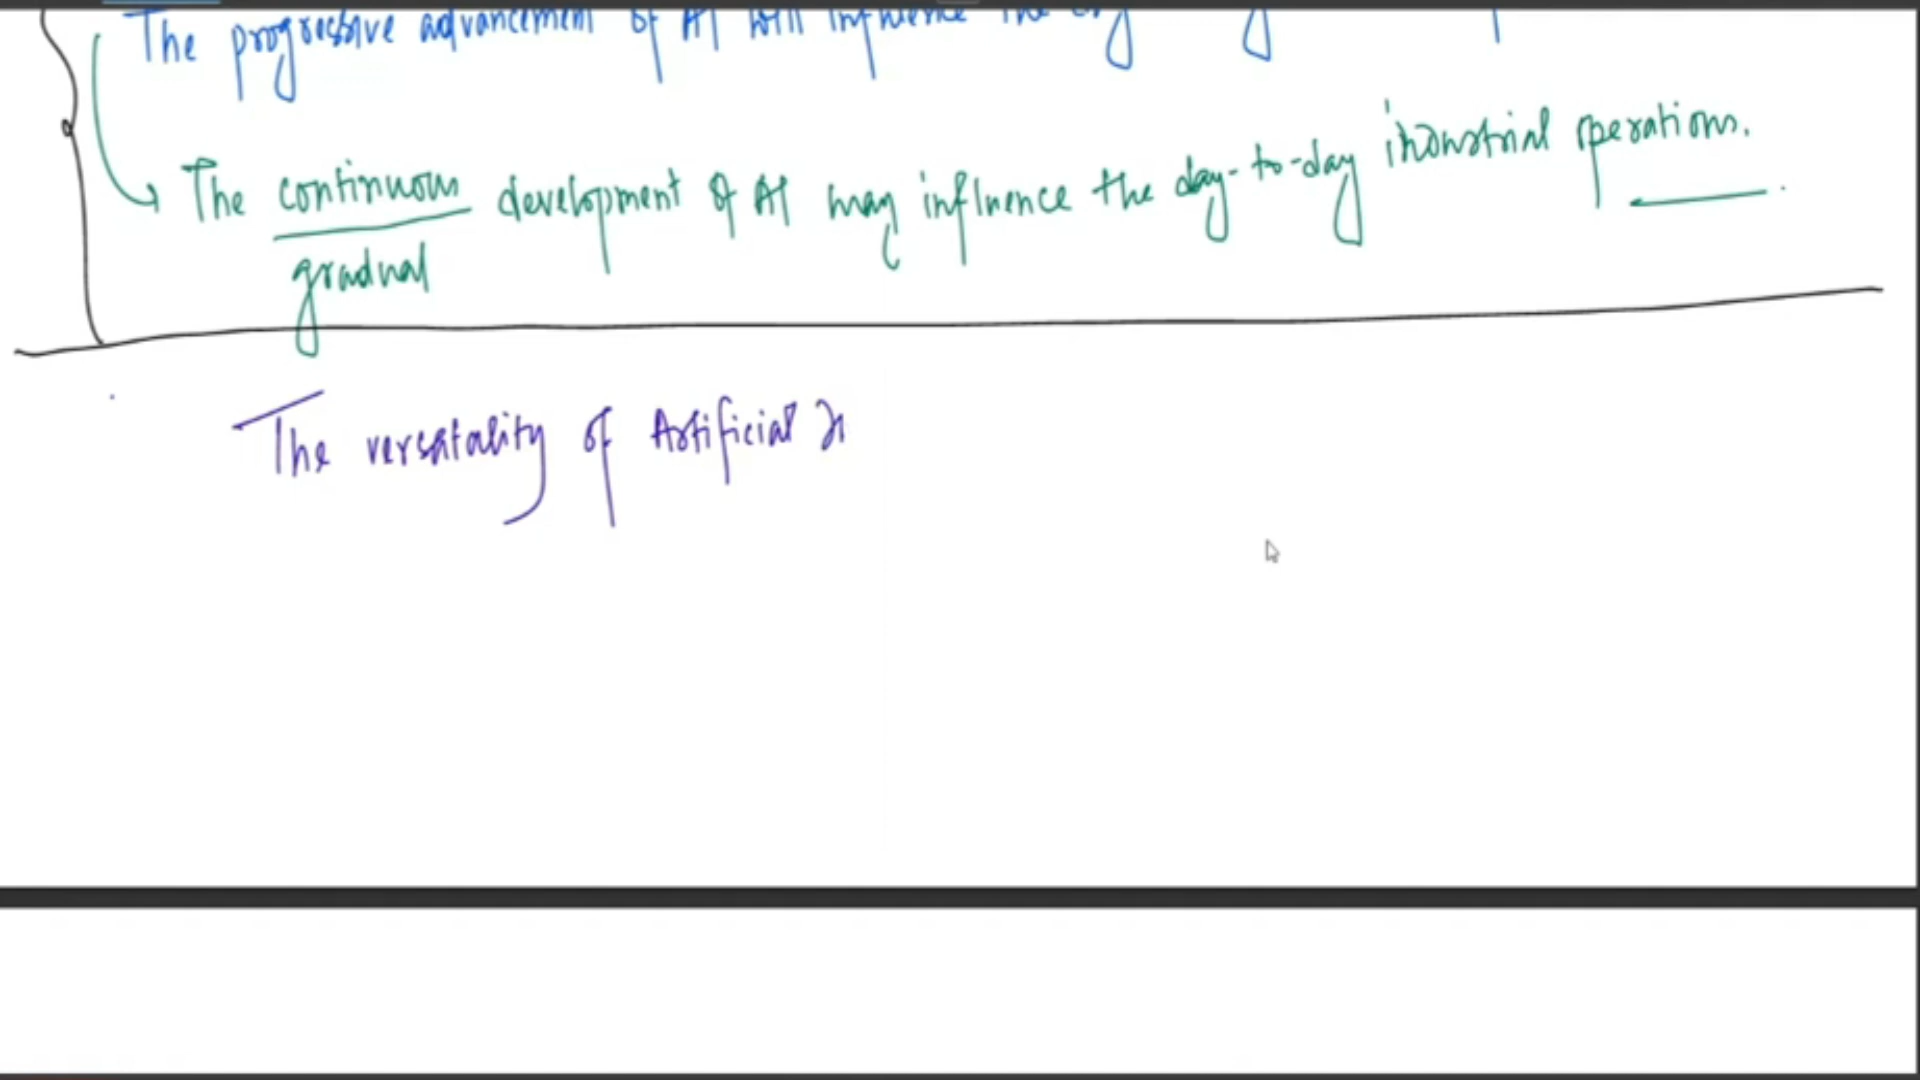 The progressive advancement of AI will influence the
The continuous development of AI may influence the day-to-day industrial operations.
gradual
The versatality of Artificial In